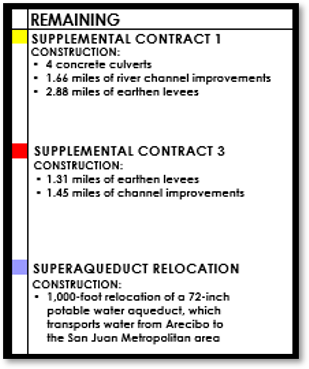 REMAINING
SUPPLEMENTAL CONTRACT 1
CONSTRUCTION:
• 4 concrete culverts
• 1.66 miles of river channel improvements
• 2.88 miles of earthen levees
SUPPLEMENTAL CONTRACT 3
CONSTRUCTION:
• 1.31 miles of earthen levees
• 1.45 miles of channel improvements
SUPERAQUEDUCT RELOCATION
CONSTRUCTION:
• 1,000-foot relocation of a 72-inch
potable water aqueduct, which
transports water from Arecibo to
the San Juan Metropolitan area